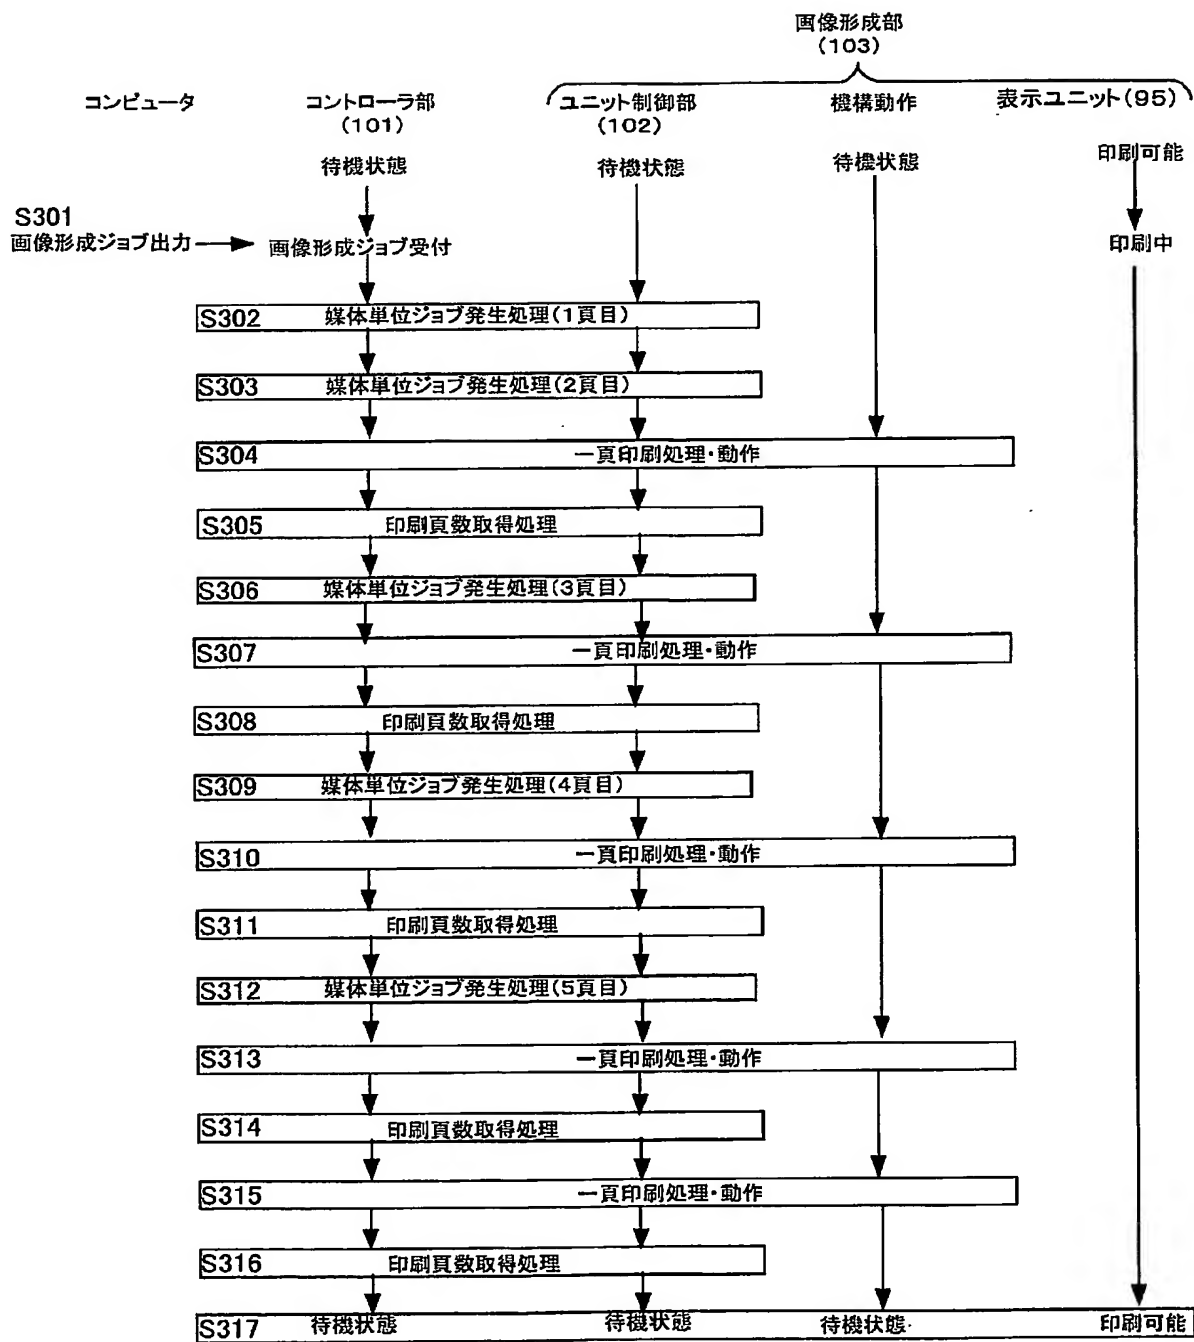 画像形成部
(103)
コンピュータ
コントローラ部
(101)
ユニット制御部
(102)
機構動作
表示ユニット(95)
待機状態
待機状態
待機状態
印刷可能
S301
画像形成ジョブ出力
画像形成ジョブ受付
印刷中
S302 媒体単位ジョブ発生処理(1頁目)
S303 媒体単位ジョブ発生処理(2頁目)
S304 一頁印刷処理・動作
S305 印刷頁数取得処理
S306 媒体単位ジョブ発生処理(3頁目)
S307 一頁印刷処理・動作
S308 印刷頁数取得処理
S309 媒体単位ジョブ発生処理(4頁目)
S310 一頁印刷処理・動作
S311 印刷頁数取得処理
S312 媒体単位ジョブ発生処理(5頁目)
S313 一頁印刷処理・動作
S314 印刷頁数取得処理
S315 一頁印刷処理・動作
S316 印刷頁数取得処理
S317 待機状態 待機状態 待機状態 印刷可能